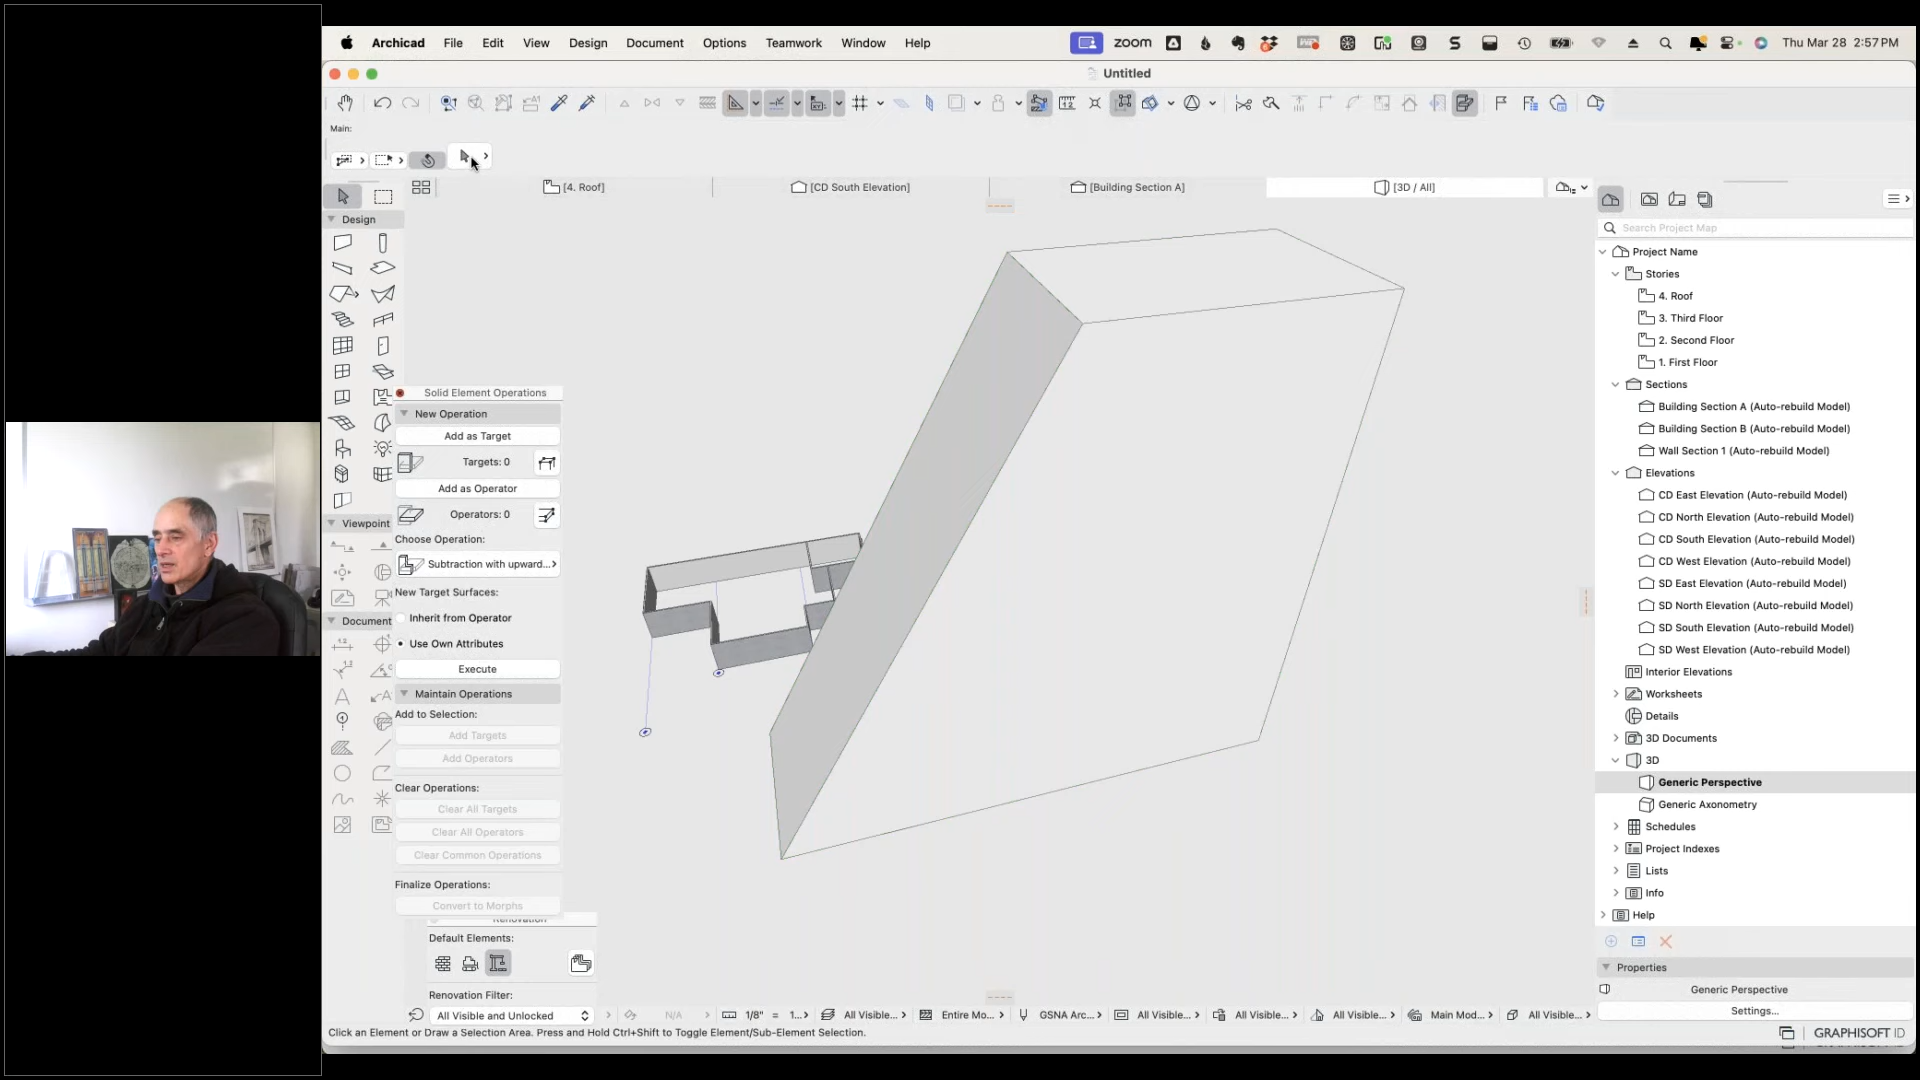 Archicad File Edit View Design Document Options Teamwork Window Help zoom Thu Mar 28 2:57 PM
Untitled
Main:
[4. Roof] [CD South Elevation] [Building Section A] [3D / All]
Design
Viewpoint
Document
Solid Element Operations
New Operation
Add as Target
Targets: 0
Add as Operator
Operators: 0
Choose Operation:
Subtraction with upward...
New Target Surfaces:
Inherit from Operator
Use Own Attributes
Execute
Maintain Operations
Add to Selection:
Add Targets
Add Operators
Clear Operations:
Clear All Targets
Clear All Operators
Clear Common Operations
Finalize Operations:
Convert to Morphs
Renovation
Default Elements:
Renovation Filter:
All Visible and Unlocked
N/A 1/8" = 1... All Visible... Entire Mo... GSNA Arc... All Visible... All Visible... All Visible... Main Mod... All Visible...
Click an Element or Draw a Selection Area. Press and Hold Ctrl+Shift to Toggle Element/Sub-Element Selection.
Search Project Map
Project Name
Stories
4. Roof
3. Third Floor
2. Second Floor
1. First Floor
Sections
Building Section A (Auto-rebuild Model)
Building Section B (Auto-rebuild Model)
Wall Section 1 (Auto-rebuild Model)
Elevations
CD East Elevation (Auto-rebuild Model)
CD North Elevation (Auto-rebuild Model)
CD South Elevation (Auto-rebuild Model)
CD West Elevation (Auto-rebuild Model)
SD East Elevation (Auto-rebuild Model)
SD North Elevation (Auto-rebuild Model)
SD South Elevation (Auto-rebuild Model)
SD West Elevation (Auto-rebuild Model)
Interior Elevations
Worksheets
Details
3D Documents
3D
Generic Perspective
Generic Axonometry
Schedules
Project Indexes
Lists
Info
Help
Properties
Generic Perspective
Settings...
GRAPHISOFT ID